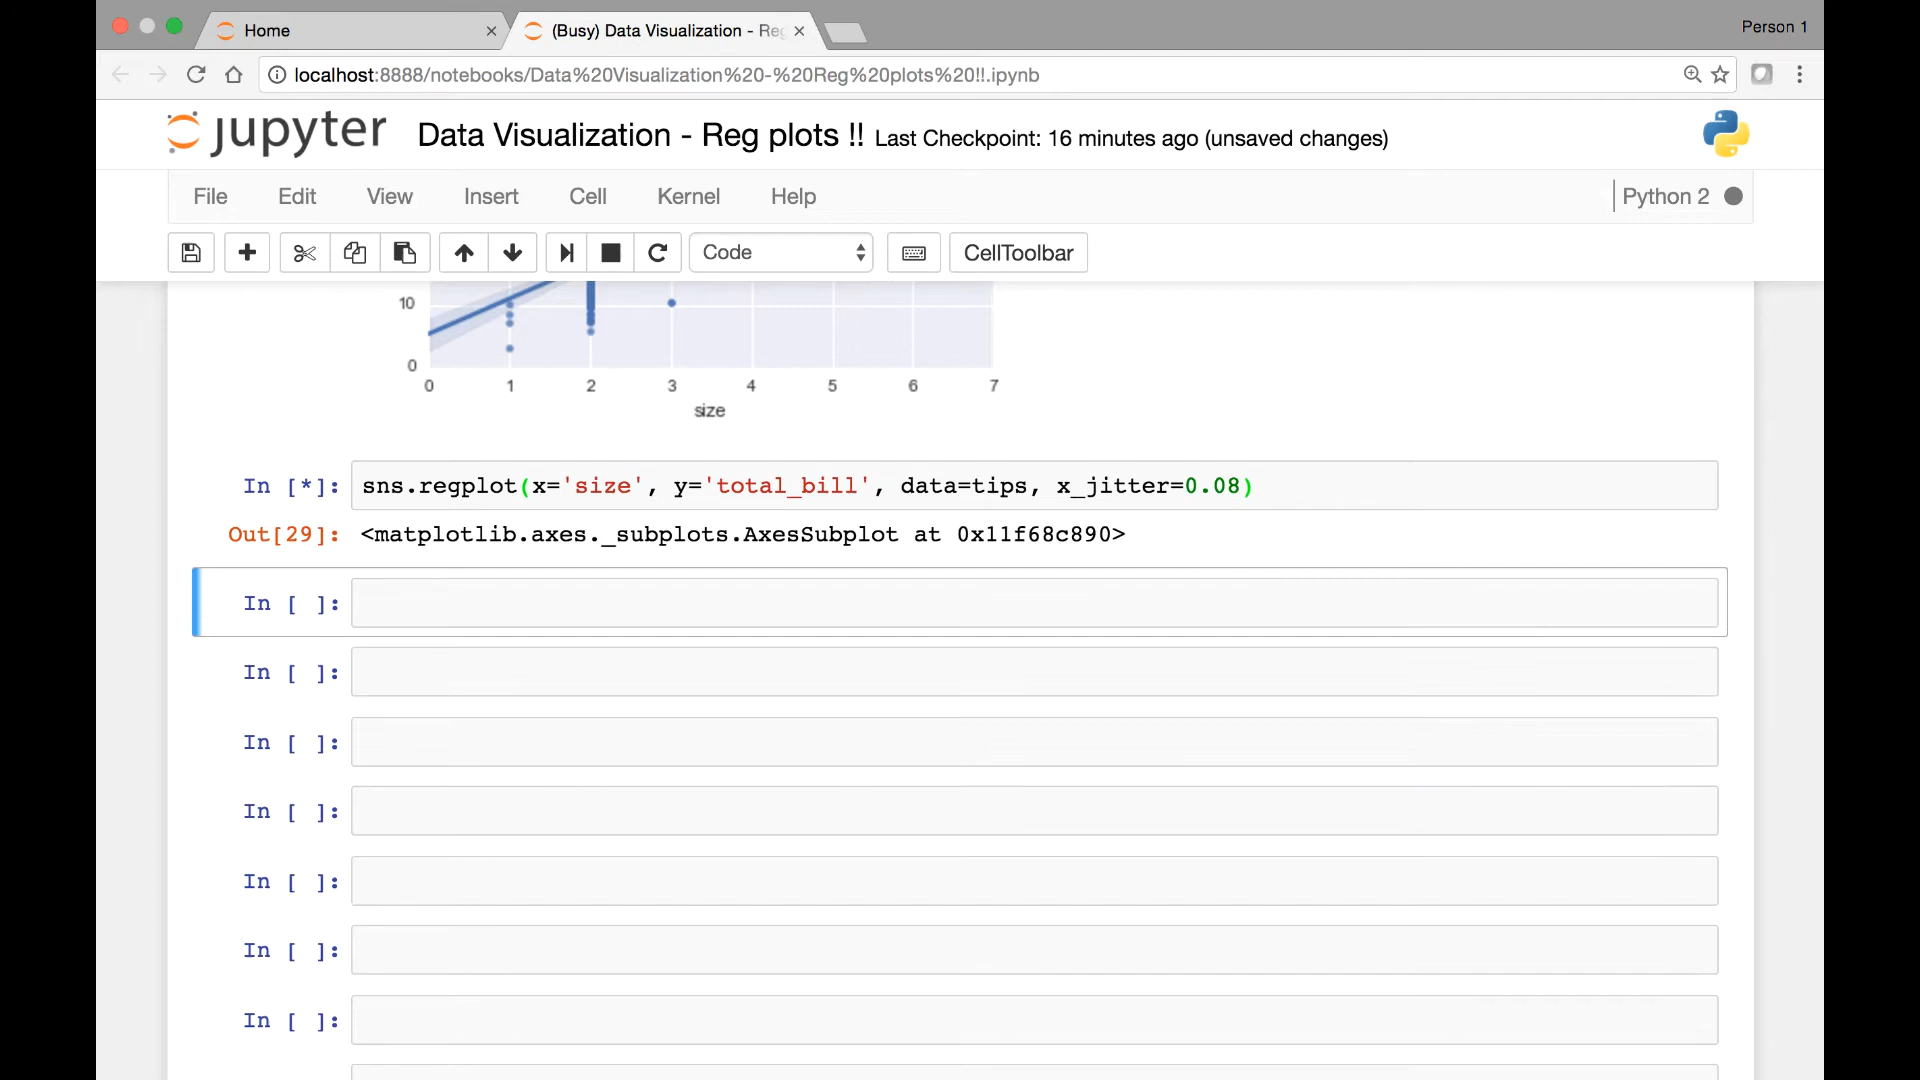 Home
(Busy) Data Visualization - Reg
Person 1
localhost:8888/notebooks/Data%20Visualization%20-%20Reg%20plots%20!!.ipynb
jupyter Data Visualization - Reg plots !! Last Checkpoint: 16 minutes ago (unsaved changes)
File Edit View Insert Cell Kernel Help Python 2
Code CellToolbar
10
0
0 1 2 3 4 5 6 7
size
In [*]: sns.regplot(x='size', y='total_bill', data=tips, x_jitter=0.08)
Out[29]: <matplotlib.axes._subplots.AxesSubplot at 0x11f68c890>
In [ ]:
In [ ]:
In [ ]:
In [ ]:
In [ ]:
In [ ]:
In [ ]: